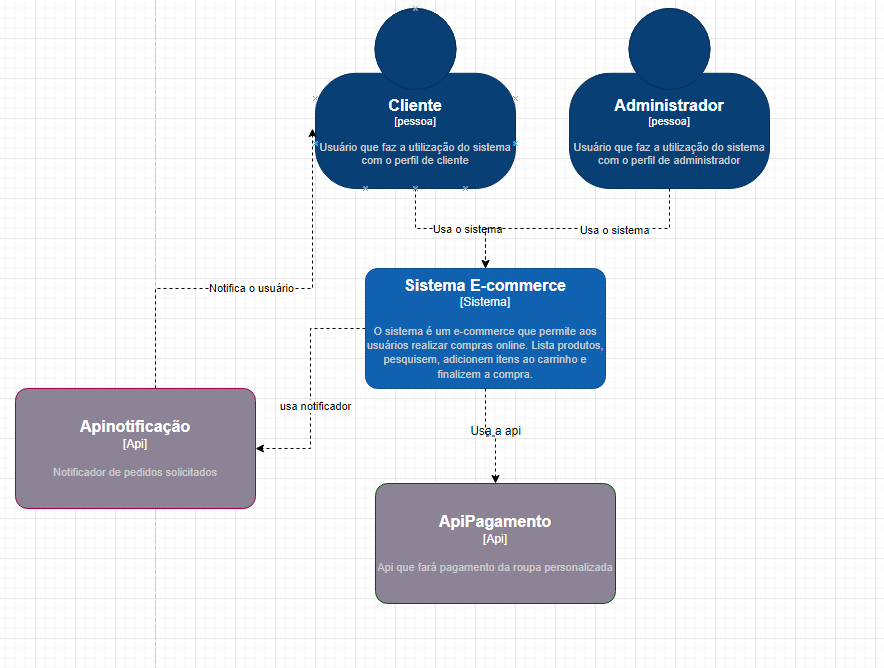 Cliente
[pessoa]
Usuário que faz a utilização do sistema
com o perfil de cliente
Administrador
[pessoa]
Usuário que faz a utilização do sistema
com o perfil de administrador
Usa o sistema
Usa o sistema
Sistema E-commerce
[Sistema]
O sistema é um e-commerce que permite aos
usuários realizar compras online. Lista produtos,
pesquisem, adicionem itens ao carrinho e
finalizem a compra.
Notifica o usuário
usa notificador
Apinotificação
[Api]
Notificador de pedidos solicitados
Usa a api
ApiPagamento
[Api]
Api que fará pagamento da roupa personalizada